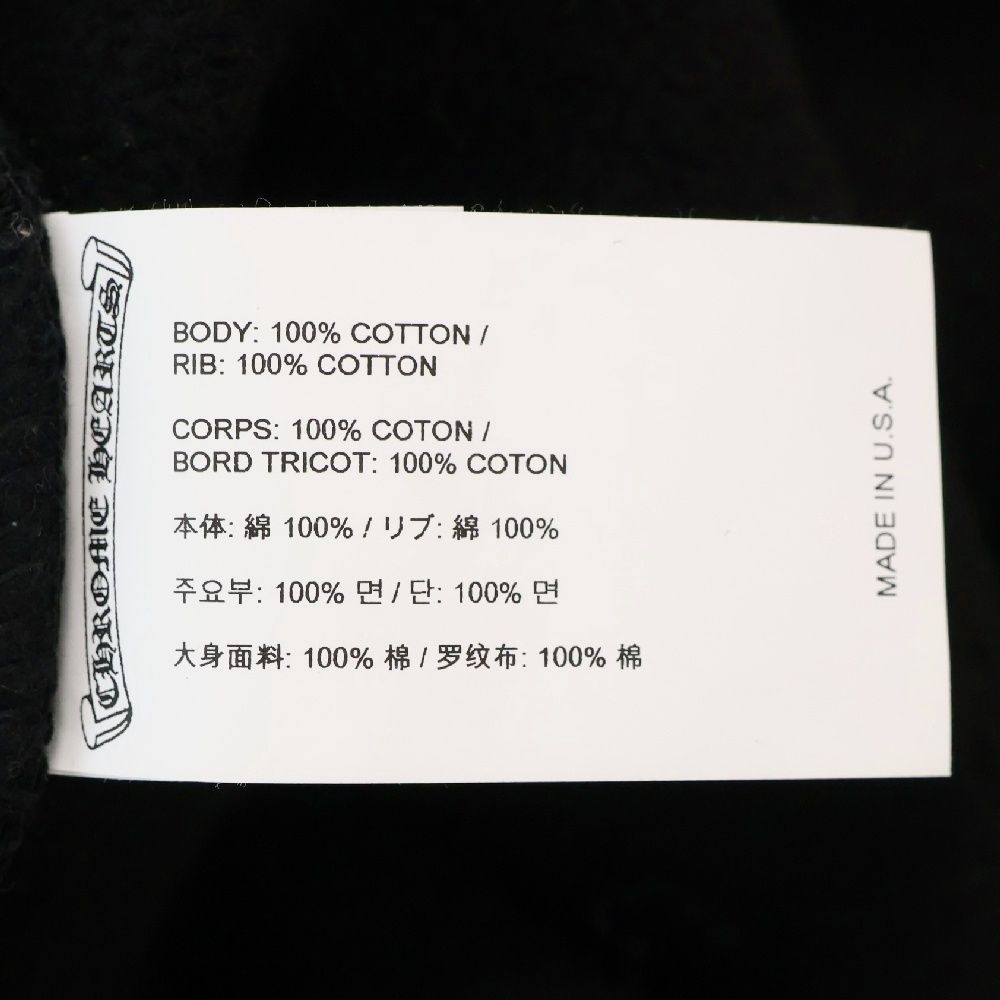 CHROME HEARTS
BODY: 100% COTTON /
RIB: 100% COTTON
CORPS: 100% COTON /
BORD TRICOT: 100% COTON
本体: 綿 100% / リブ: 綿 100%
주요부: 100% 면 / 단: 100% 면
大身面料: 100% 棉 / 罗纹布: 100% 棉
MADE IN U.S.A.